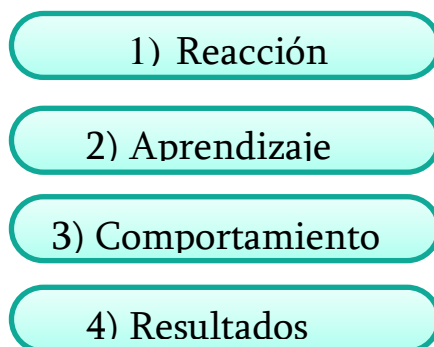 1) Reacción
2) Aprendizaje
3) Comportamiento
4) Resultados